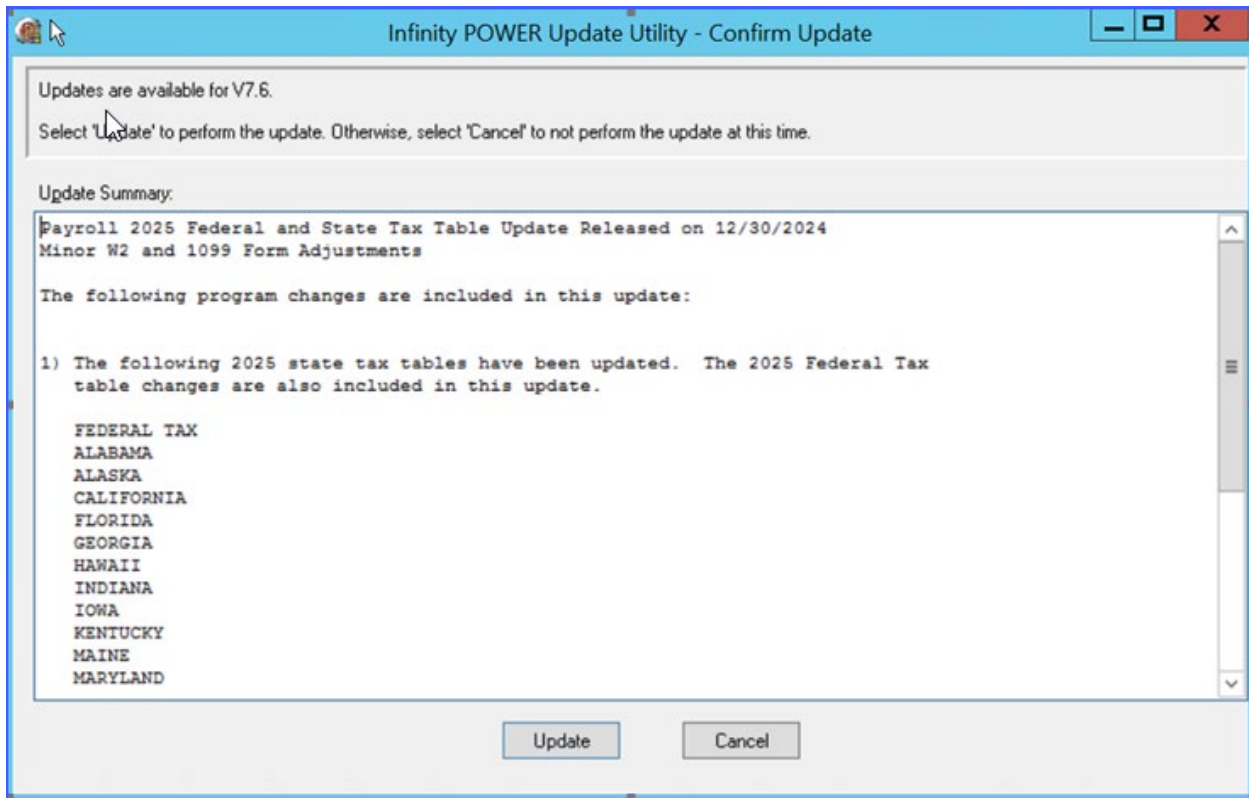 Infinity POWER Update Utility - Confirm Update
Updates are available for V7.6.
Select 'Update' to perform the update. Otherwise, select 'Cancel' to not perform the update at this time.
Update Summary:
Payroll 2025 Federal and State Tax Table Update Released on 12/30/2024
Minor W2 and 1099 Form Adjustments
The following program changes are included in this update:
1) The following 2025 state tax tables have been updated.  The 2025 Federal Tax
table changes are also included in this update.
FEDERAL TAX
ALABAMA
ALASKA
CALIFORNIA
FLORIDA
GEORGIA
HAWAII
INDIANA
IOWA
KENTUCKY
MAINE
MARYLAND
Update Cancel